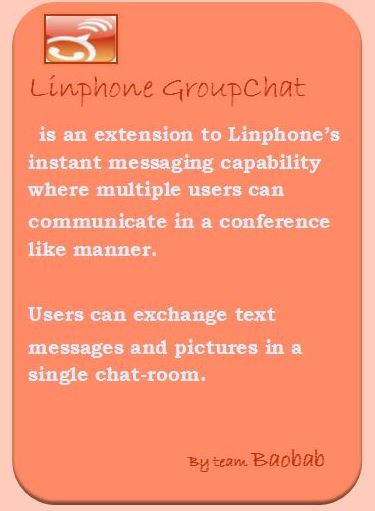 Linphone GroupChat
is an extension to Linphone's
instant messaging capability
where multiple users can
communicate in a conference
like manner.
Users can exchange text
messages and pictures in a
single chat-room.
By team Baobab